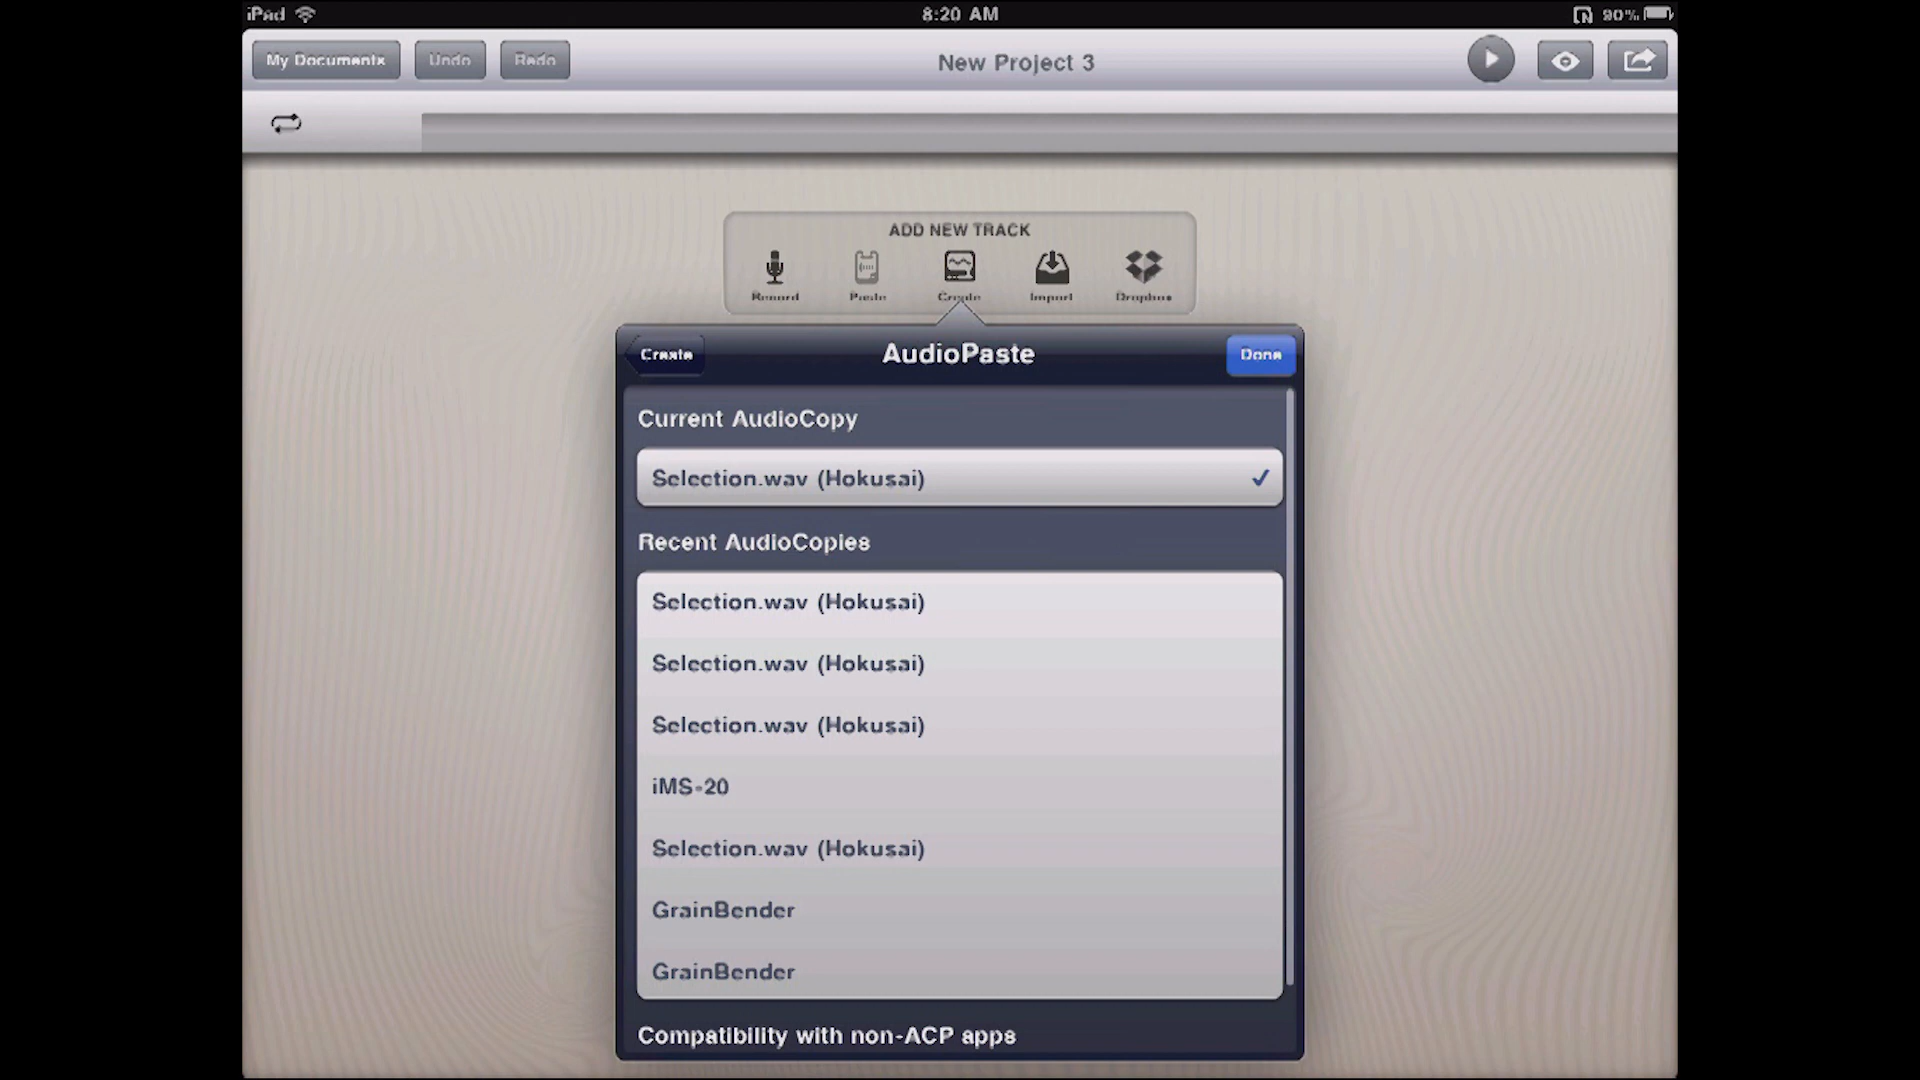 iPad 8:20 AM 90%
My Documents Undo Redo New Project 3
ADD NEW TRACK
Record Paste Create Import Dropbox
Create AudioPaste Done
Current AudioCopy
Selection.wav (Hokusai)
Recent AudioCopies
Selection.wav (Hokusai)
Selection.wav (Hokusai)
Selection.wav (Hokusai)
iMS-20
Selection.wav (Hokusai)
GrainBender
GrainBender
Compatibility with non-ACP apps